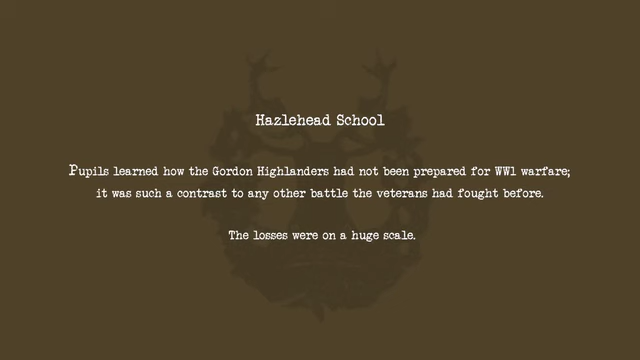 Hazlehead School
Pupils learned how the Gordon Highlanders had not been prepared for WW1 warfare;
it was such a contrast to any other battle the veterans had fought before.
The losses were on a huge scale.